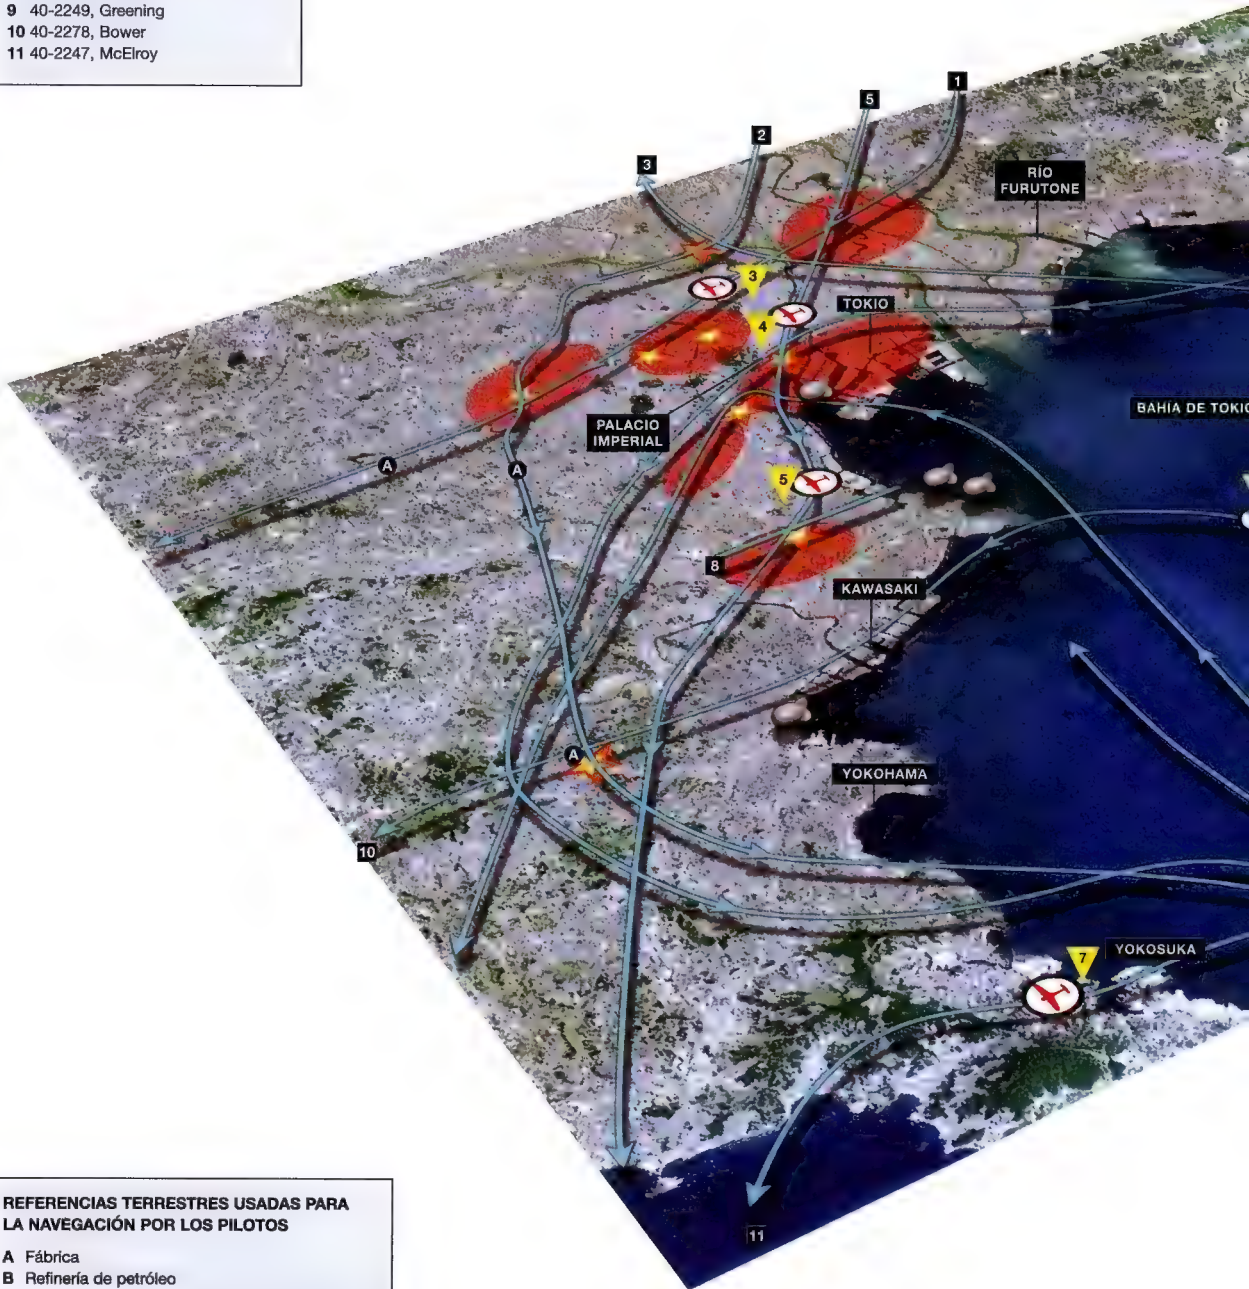 9 40-2249, Greening
10 40-2278, Bower
11 40-2247, McElroy
1
5
2
3
RÍO
FURUTONE
3
TOKIO
4
BAHÍA DE TOKIO
PALACIO
IMPERIAL
A
A
5
8
KAWASAKI
A
YOKOHAMA
10
YOKOSUKA
7
11
REFERENCIAS TERRESTRES USADAS PARA
LA NAVEGACIÓN POR LOS PILOTOS
A Fábrica
B Refinería de petróleo